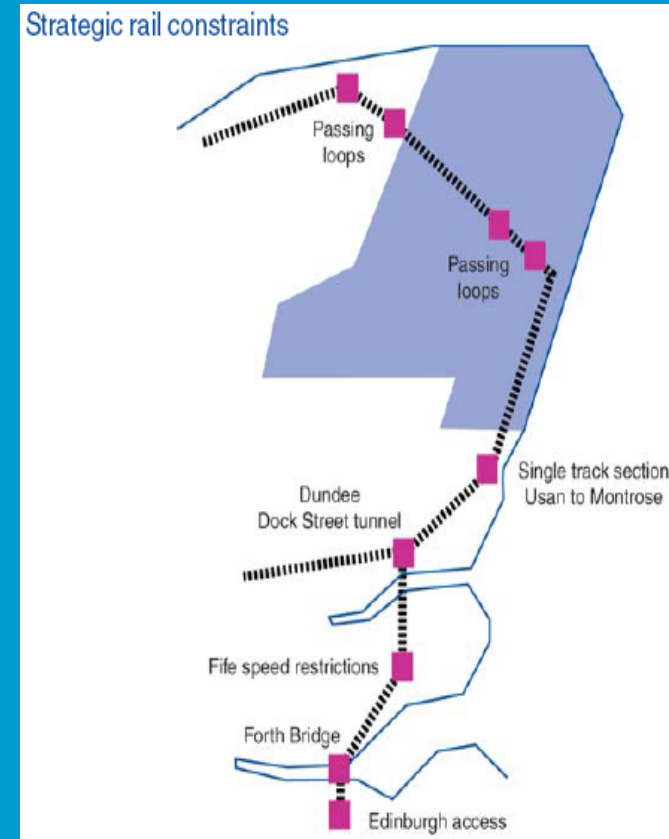 Strategic rail constraints
Passing
loops
Passing
loops
Single track section
Usan to Montrose
Dundee
Dock Street tunnel
Fife speed restrictions
Forth Bridge
Edinburgh access